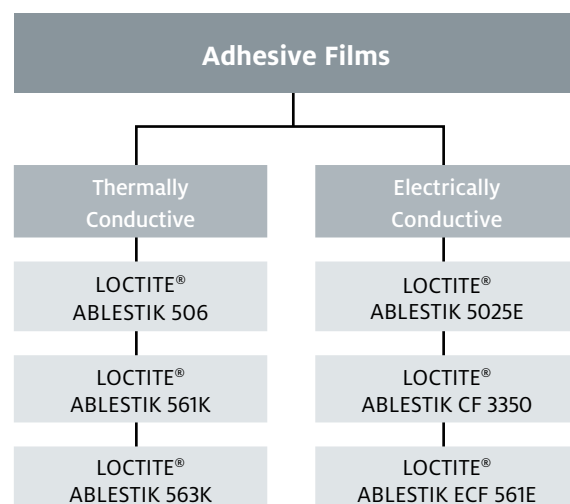 Adhesive Films
Thermally
Conductive
LOCTITE®
ABLESTIK 506
LOCTITE®
ABLESTIK 561K
LOCTITE®
ABLESTIK 563K
Electrically
Conductive
LOCTITE®
ABLESTIK 5025E
LOCTITE®
ABLESTIK CF 3350
LOCTITE®
ABLESTIK ECF 561E